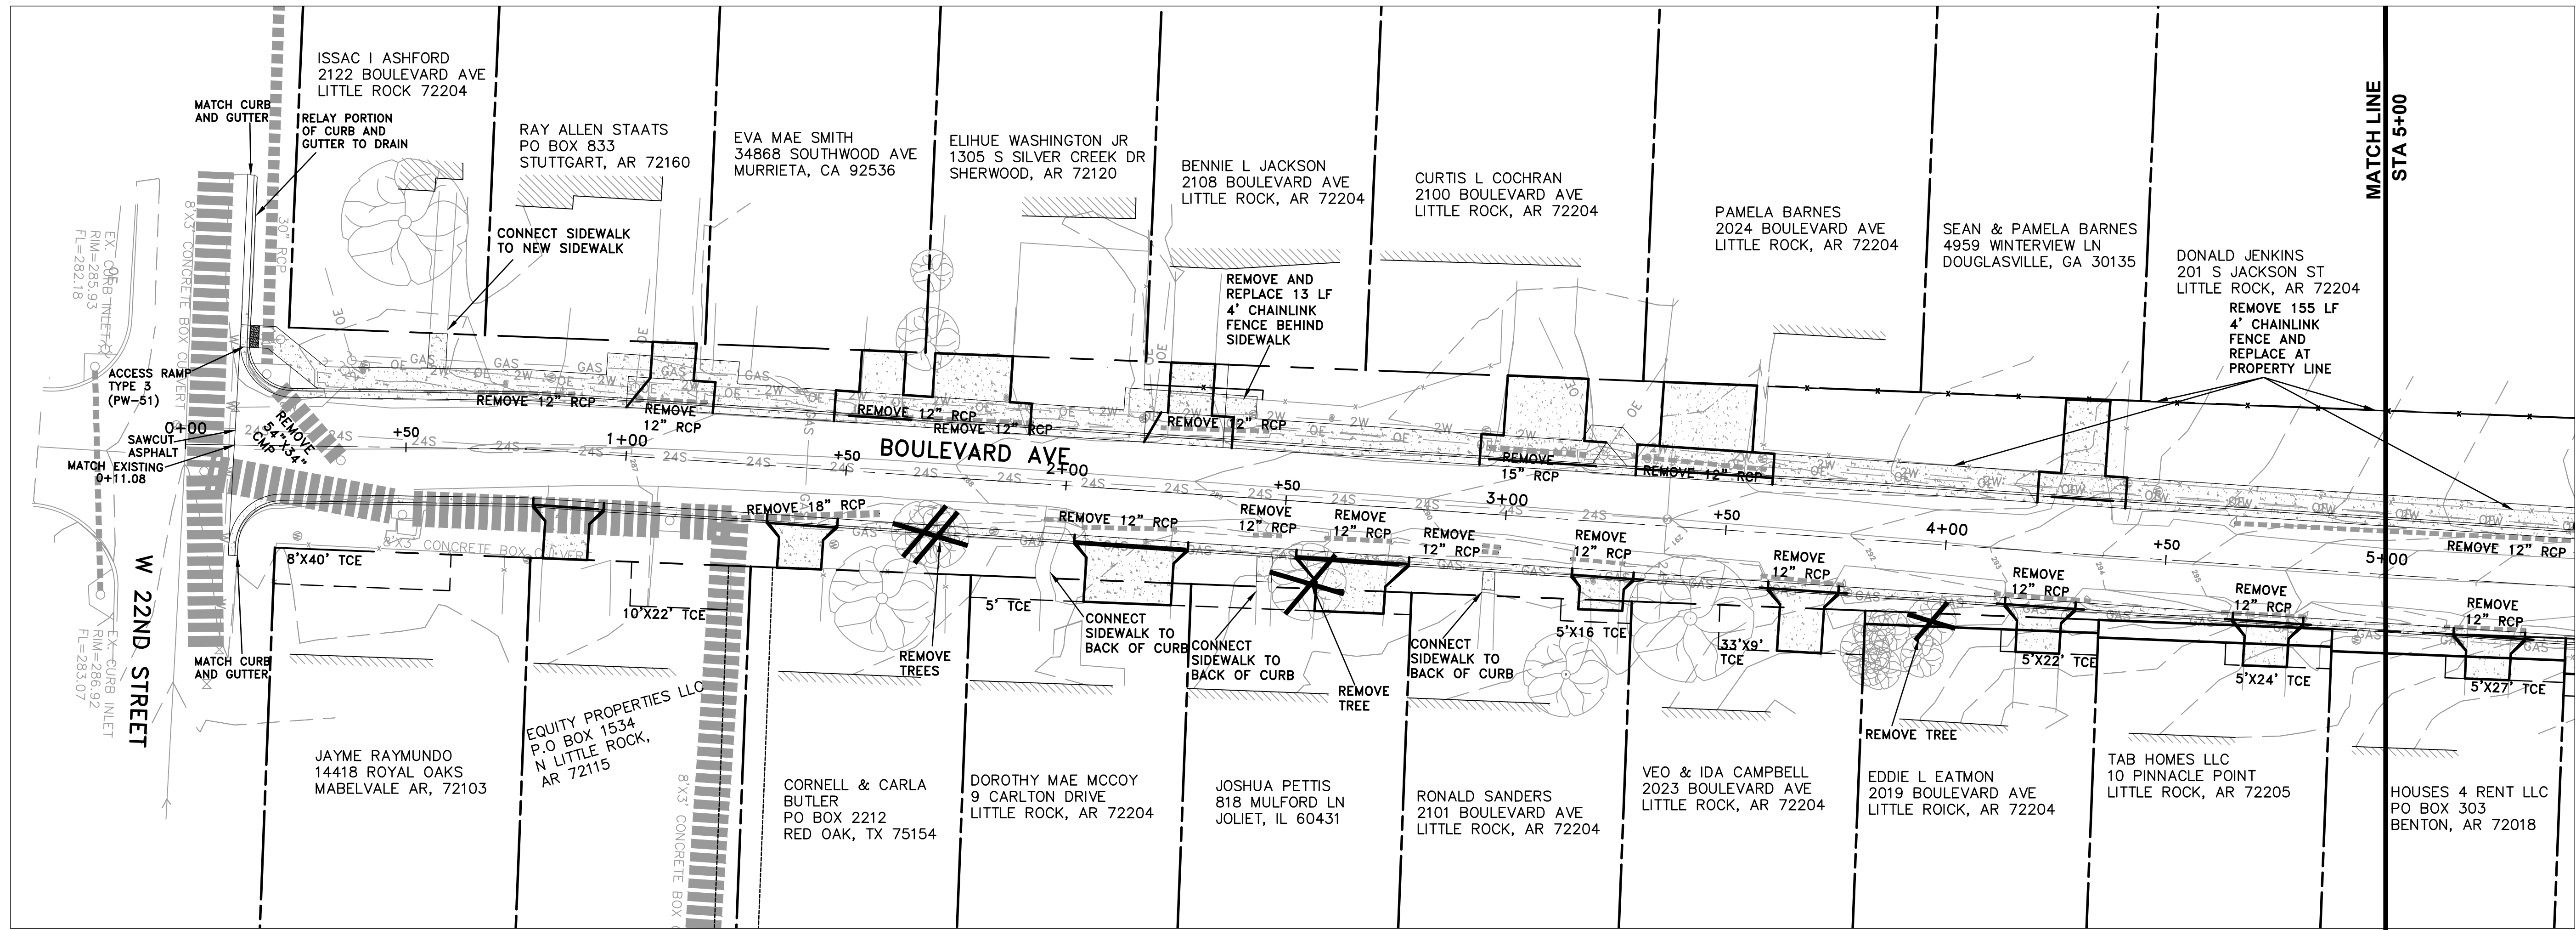 ISSAC I ASHFORD
2122 BOULEVARD AVE
LITTLE ROCK 72204
MATCH CURB
AND GUTTER
RELAY PORTION
OF CURB AND
GUTTER TO DRAIN
RAY ALLEN STAATS
PO BOX 833
STUTTGART, AR 72160
EVA MAE SMITH
34868 SOUTHWOOD AVE
MURRIETA, CA 92536
ELIHUE WASHINGTON JR
1305 S SILVER CREEK DR
SHERWOOD, AR 72120
BENNIE L JACKSON
2108 BOULEVARD AVE
LITTLE ROCK, AR 72204
CURTIS L COCHRAN
2100 BOULEVARD AVE
LITTLE ROCK, AR 72204
PAMELA BARNES
2024 BOULEVARD AVE
LITTLE ROCK, AR 72204
SEAN & PAMELA BARNES
4959 WINTERVIEW LN
DOUGLASVILLE, GA 30135
DONALD JENKINS
201 S JACKSON ST
LITTLE ROCK, AR 72204
REMOVE 155 LF
4' CHAINLINK
FENCE AND
REPLACE AT
PROPERTY LINE
MATCH LINE
STA 5+00
CONNECT SIDEWALK
TO NEW SIDEWALK
REMOVE AND
REPLACE 13 LF
4' CHAINLINK
FENCE BEHIND
SIDEWALK
EX. CURB INLET
RIM=285.93
FL=282.18
8'X3' CONCRETE BOX CULVERT
30" RCP
ACCESS RAMP
TYPE 3
(PW-51)
0+00
SAWCUT
ASPHALT
MATCH EXISTING
0+11.08
REMOVE
54"X34"
CMP
REMOVE 12" RCP
REMOVE
12" RCP
REMOVE 12" RCP
REMOVE 12" RCP
REMOVE 12" RCP
REMOVE
15" RCP
REMOVE 12" RCP
REMOVE 12" RCP
BOULEVARD AVE
+50
1+00
+50
2+00
+50
3+00
+50
4+00
+50
5+00
W 22ND STREET
EX. CURB INLET
RIM=286.92
FL=283.07
MATCH CURB
AND GUTTER
8'X3' CONCRETE BOX CULVERT
8'X40' TCE
10'X22' TCE
REMOVE 18" RCP
REMOVE
TREES
REMOVE 12" RCP
5' TCE
CONNECT
SIDEWALK TO
BACK OF CURB
REMOVE
12" RCP
REMOVE
12" RCP
CONNECT
SIDEWALK TO
BACK OF CURB
REMOVE
TREE
REMOVE
12" RCP
CONNECT
SIDEWALK TO
BACK OF CURB
REMOVE
12" RCP
5'X16 TCE
33'X9'
TCE
REMOVE
12" RCP
REMOVE TREE
REMOVE
12" RCP
5'X22' TCE
REMOVE
12" RCP
5'X24' TCE
REMOVE
12" RCP
5'X27' TCE
JAYME RAYMUNDO
14418 ROYAL OAKS
MABELVALE AR, 72103
EQUITY PROPERTIES LLC
P.O BOX 1534
N LITTLE ROCK,
AR 72115
8'X3' CONCRETE BOX
CORNELL & CARLA
BUTLER
PO BOX 2212
RED OAK, TX 75154
DOROTHY MAE MCCOY
9 CARLTON DRIVE
LITTLE ROCK, AR 72204
JOSHUA PETTIS
818 MULFORD LN
JOLIET, IL 60431
RONALD SANDERS
2101 BOULEVARD AVE
LITTLE ROCK, AR 72204
VEO & IDA CAMPBELL
2023 BOULEVARD AVE
LITTLE ROCK, AR 72204
EDDIE L EATMON
2019 BOULEVARD AVE
LITTLE ROICK, AR 72204
TAB HOMES LLC
10 PINNACLE POINT
LITTLE ROCK, AR 72205
HOUSES 4 RENT LLC
PO BOX 303
BENTON, AR 72018